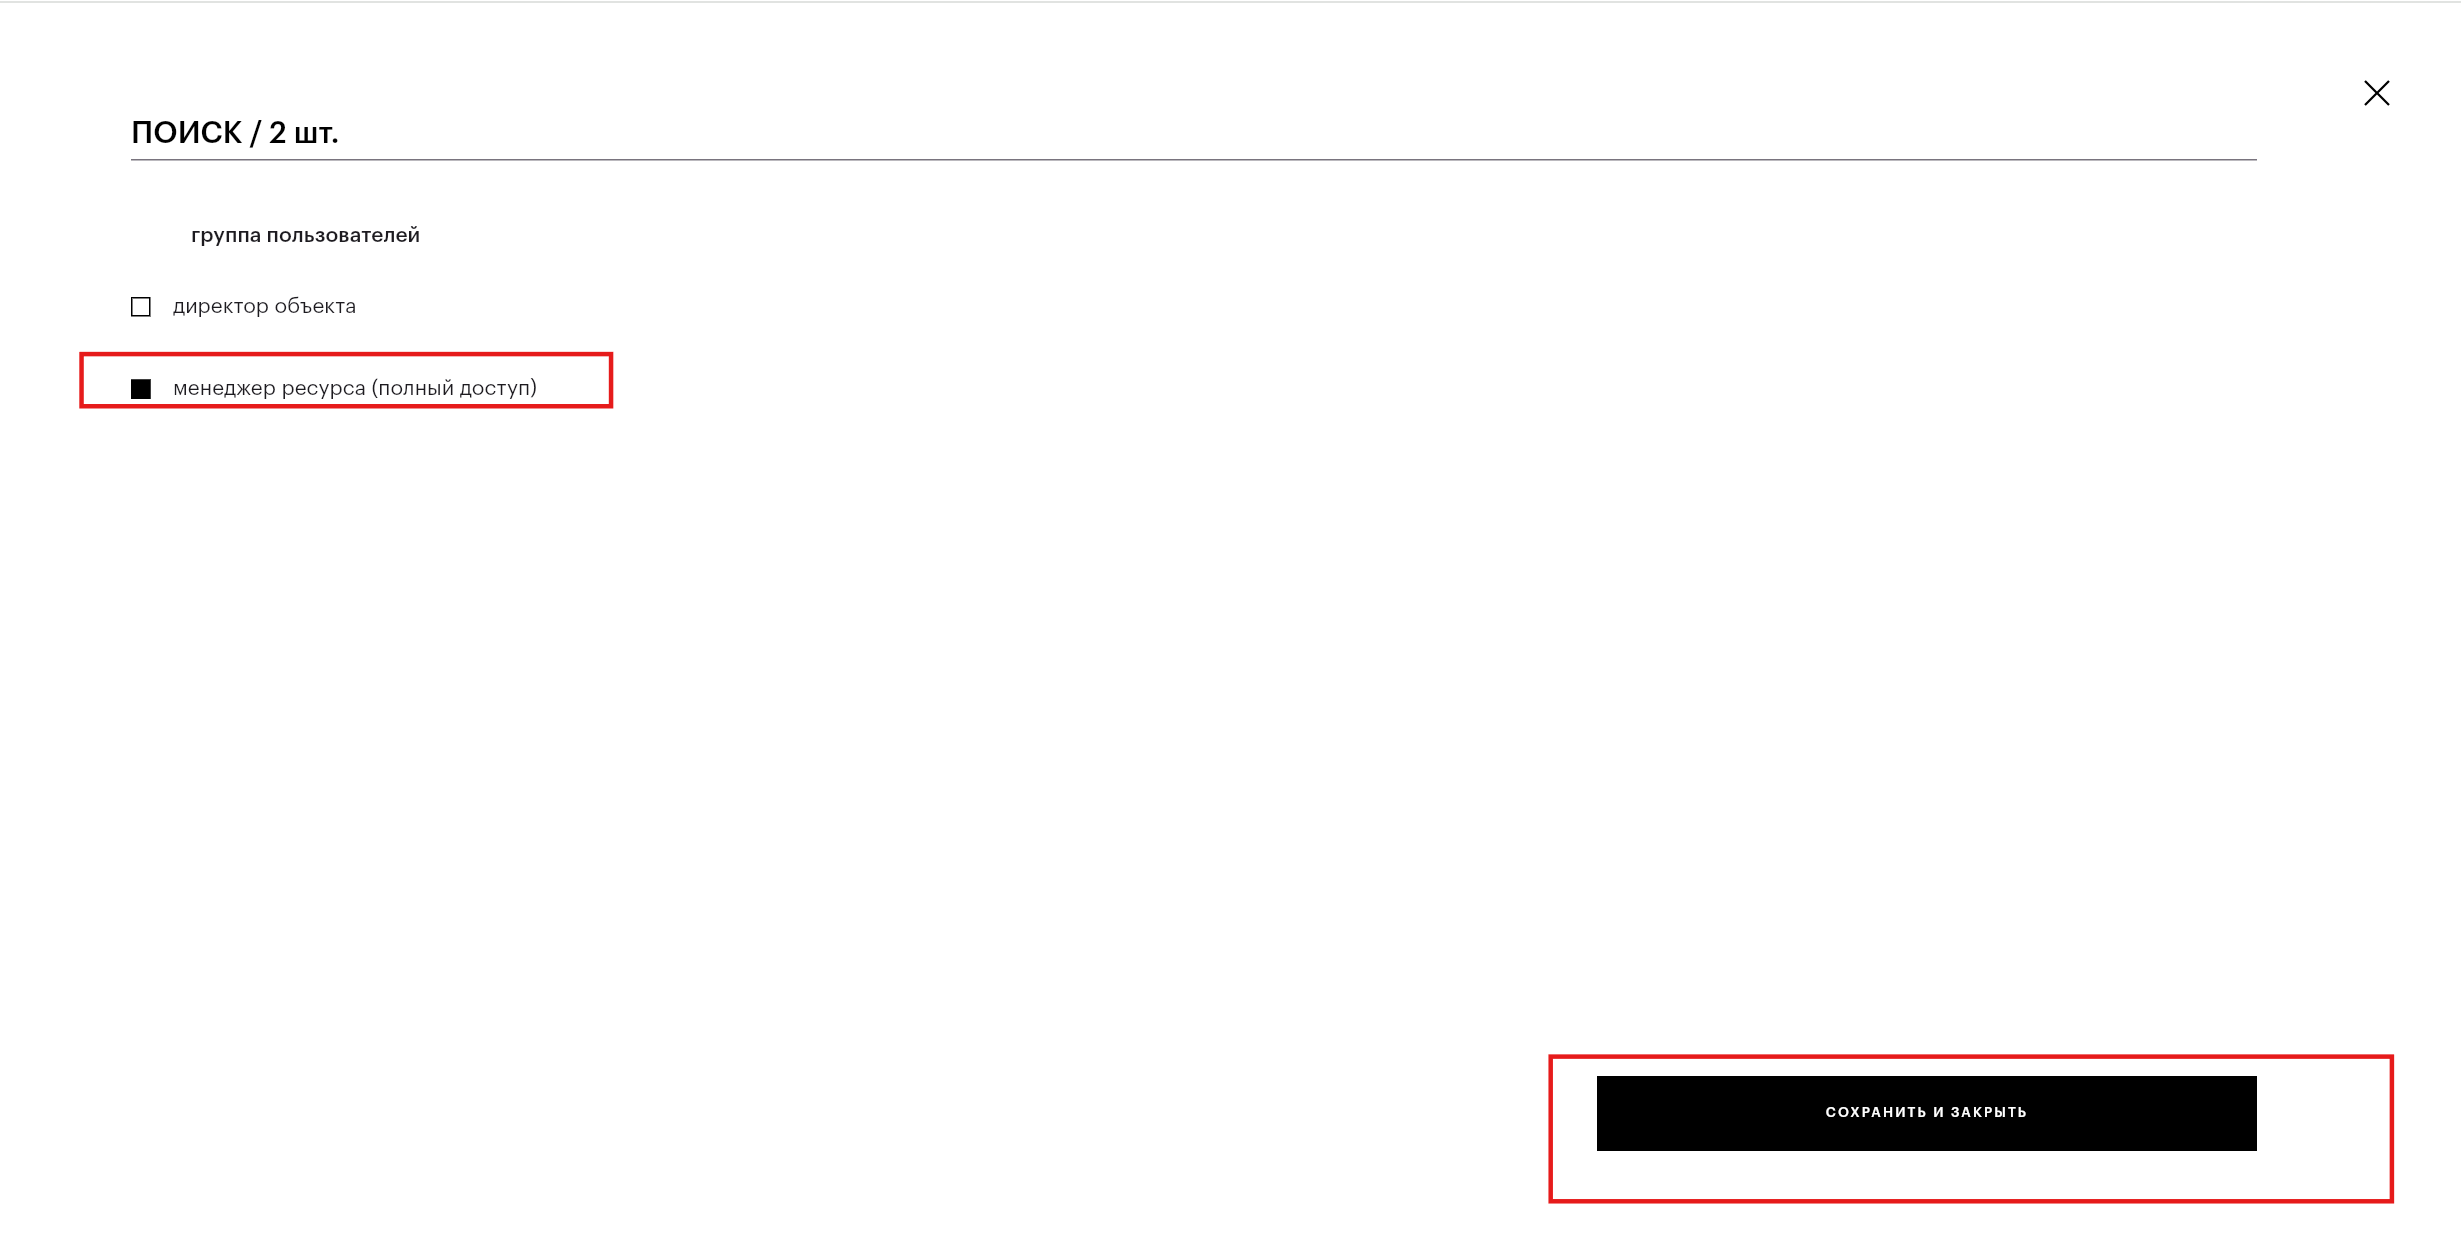 ПОИСК / 2 шт.
группа пользователей
директор объекта
менеджер ресурса (полный доступ)
СОХРАНИТЬ И ЗАКРЫТЬ